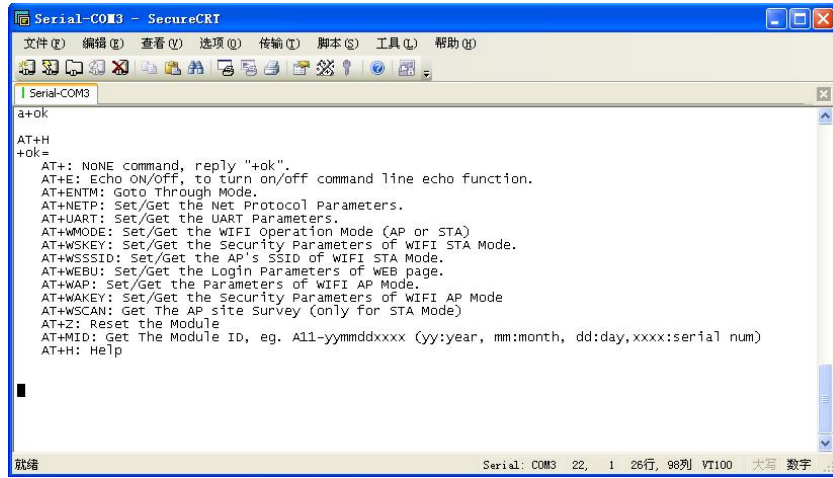 Serial-COM3 - SecureCRT
文件(F) 编辑(E) 查看(V) 选项(O) 传输(T) 脚本(S) 工具(L) 帮助(H)
Serial-COM3
a+ok
AT+H
+ok=
AT+: NONE command, reply "+ok".
AT+E: Echo ON/Off, to turn on/off command line echo function.
AT+ENTM: Goto Through MOde.
AT+NETP: Set/Get the Net Protocol Parameters.
AT+UART: Set/Get the UART Parameters.
AT+WMODE: Set/Get the WIFI Operation Mode (AP or STA)
AT+WSKEY: Set/Get the Security Parameters of WIFI STA Mode.
AT+WSSSID: Set/Get the AP's SSID of WIFI STA Mode.
AT+WEBU: Set/Get the Login Parameters of WEB page.
AT+WAP: Set/Get the Parameters of WIFI AP Mode.
AT+WAKEY: Set/Get the Security Parameters of WIFI AP Mode
AT+WSCAN: Get The AP site Survey (only for STA Mode)
AT+Z: Reset the Module
AT+MID: Get The Module ID, eg. A11-yymmddxxxx (yy:year, mm:month, dd:day,xxxx:serial num)
AT+H: Help
就绪 Serial: COM3 22, 1 26行, 98列 VT100 大写 数字